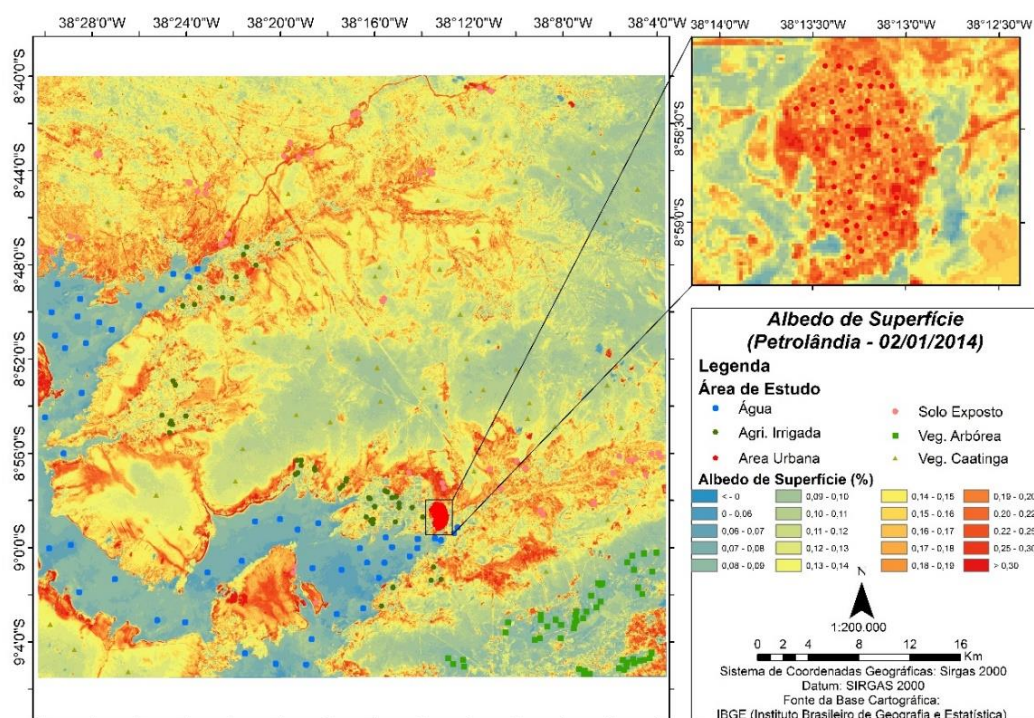 38°28'0"W 38°24'0"W 38°20'0"W 38°16'0"W 38°12'0"W 38°8'0"W 38°4'0"W
8°40'0"S
8°44'0"S
8°48'0"S
8°52'0"S
8°56'0"S
9°0'0"S
9°4'0"S
38°14'0"W 38°13'30"W 38°13'0"W 38°12'30"W
8°58'30"S
8°59'0"S
Albedo de Superfície
(Petrolândia - 02/01/2014)
Legenda
Área de Estudo
Água
Agri. Irrigada
Area Urbana
Solo Exposto
Veg. Arbórea
Veg. Caatinga
Albedo de Superfície (%)
< - 0
0 - 0,06
0,06 - 0,07
0,07 - 0,08
0,08 - 0,09
0,09 - 0,10
0,10 - 0,11
0,11 - 0,12
0,12 - 0,13
0,13 - 0,14
0,14 - 0,15
0,15 - 0,16
0,16 - 0,17
0,17 - 0,18
0,18 - 0,19
0,19 - 0,20
0,20 - 0,22
0,22 - 0,25
0,25 - 0,30
> 0,30
N
1:200.000
0 2 4 8 12 16
Km
Sistema de Coordenadas Geográficas: Sirgas 2000
Datum: SIRGAS 2000
Fonte da Base Cartográfica:
IBGE (Instituto Brasileiro de Geografia e Estatística)